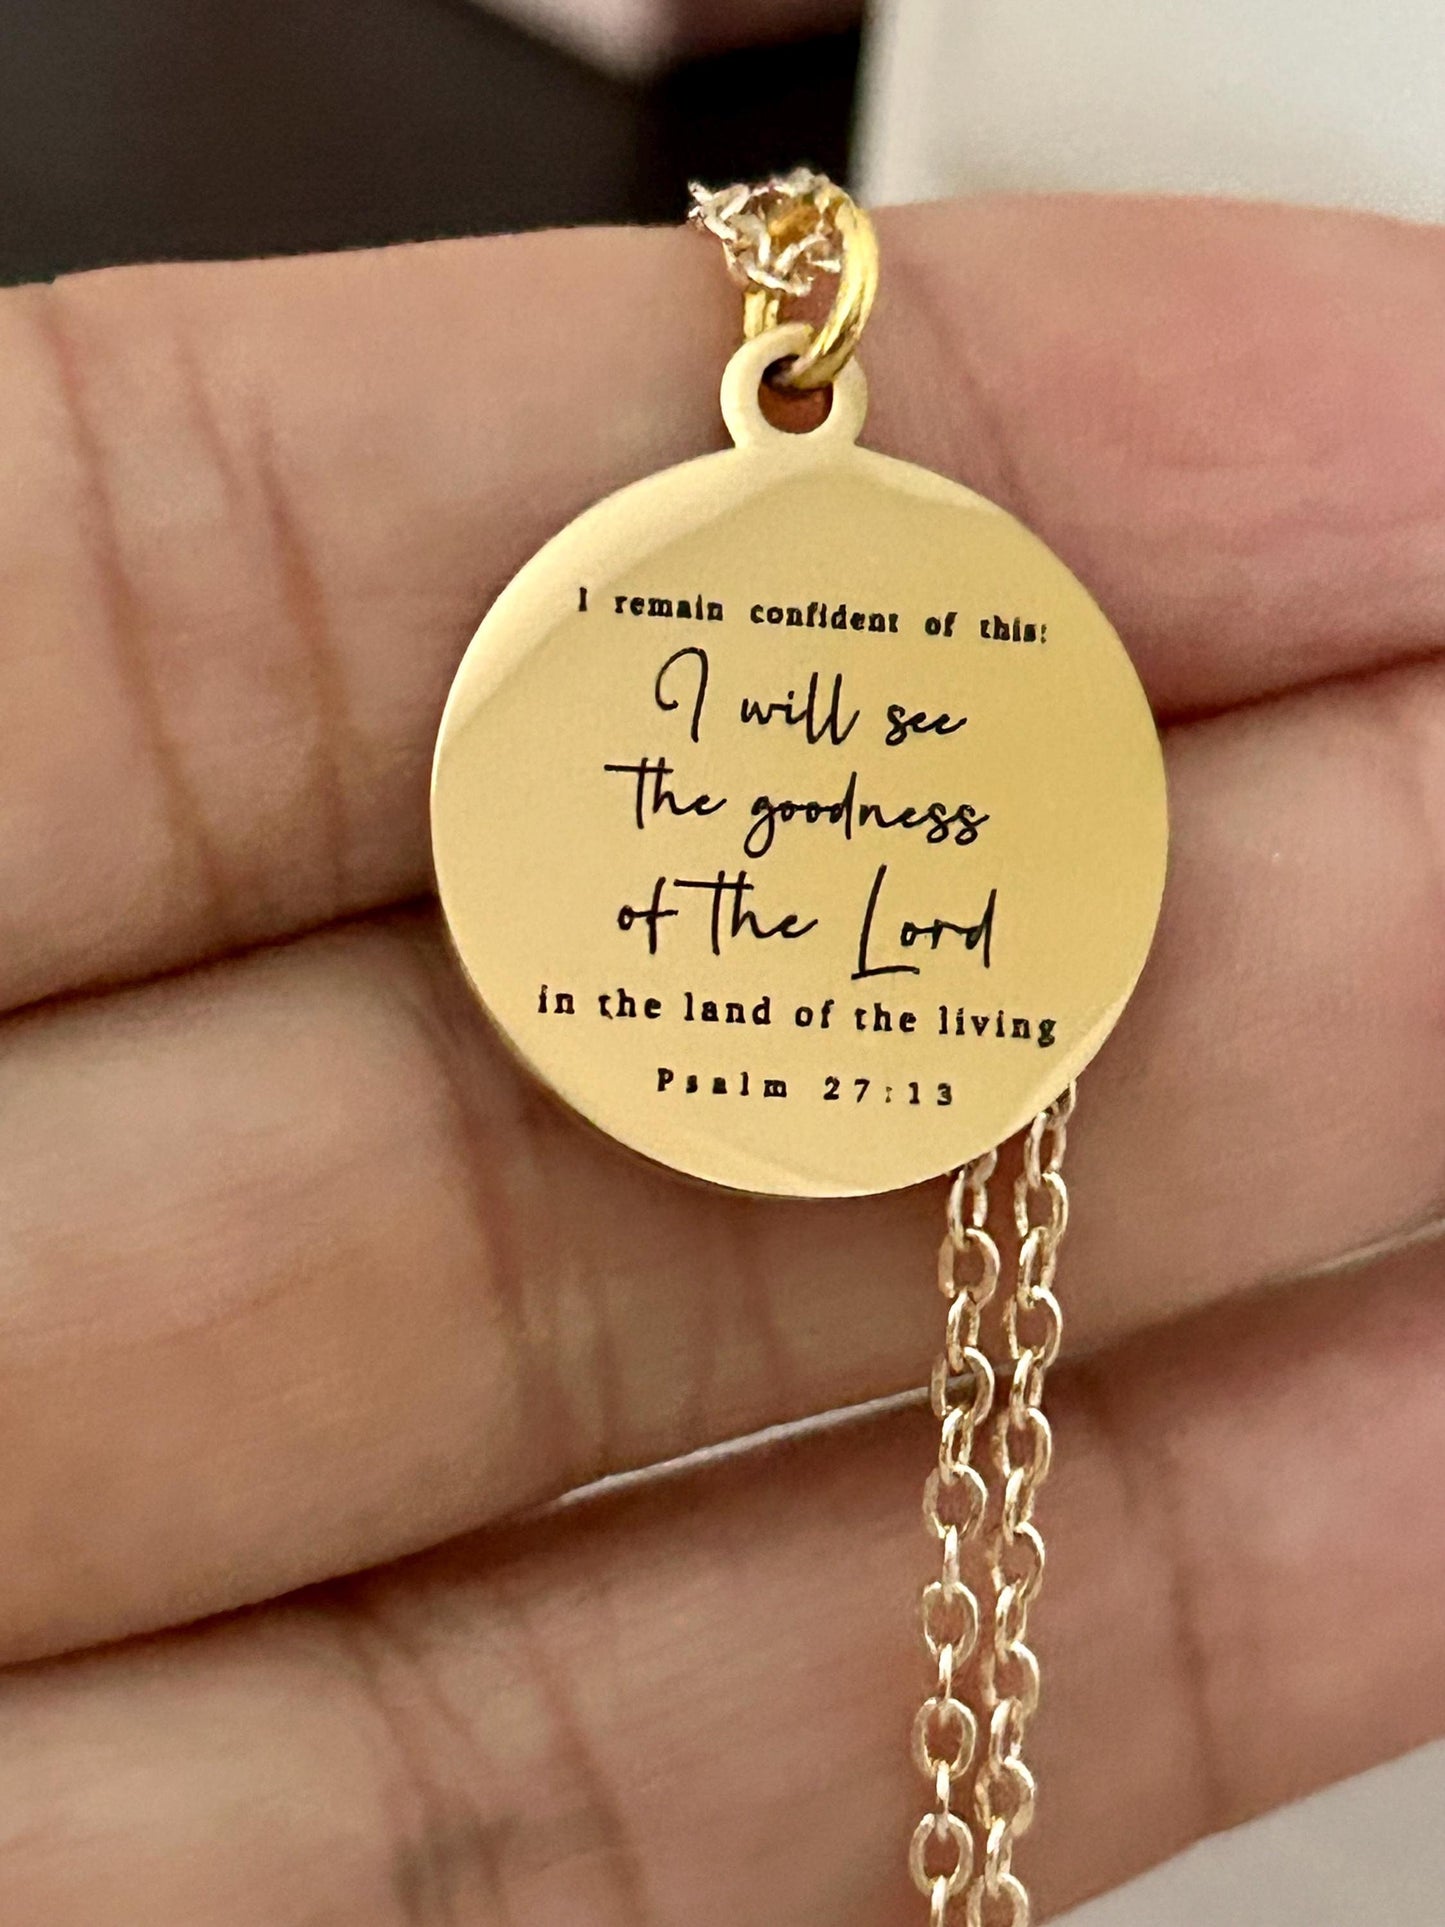 I remain confident of this:
I will see
the goodness
of the Lord
in the land of the living
Psalm 27:13